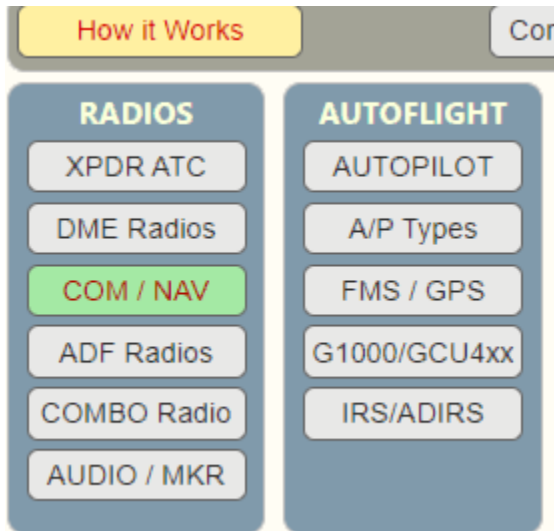 How it Works
RADIOS
XPDR ATC
DME Radios
COM / NAV
ADF Radios
COMBO Radio
AUDIO / MKR
AUTOFLIGHT
AUTOPILOT
A/P Types
FMS / GPS
G1000/GCU4xx
IRS/ADIRS